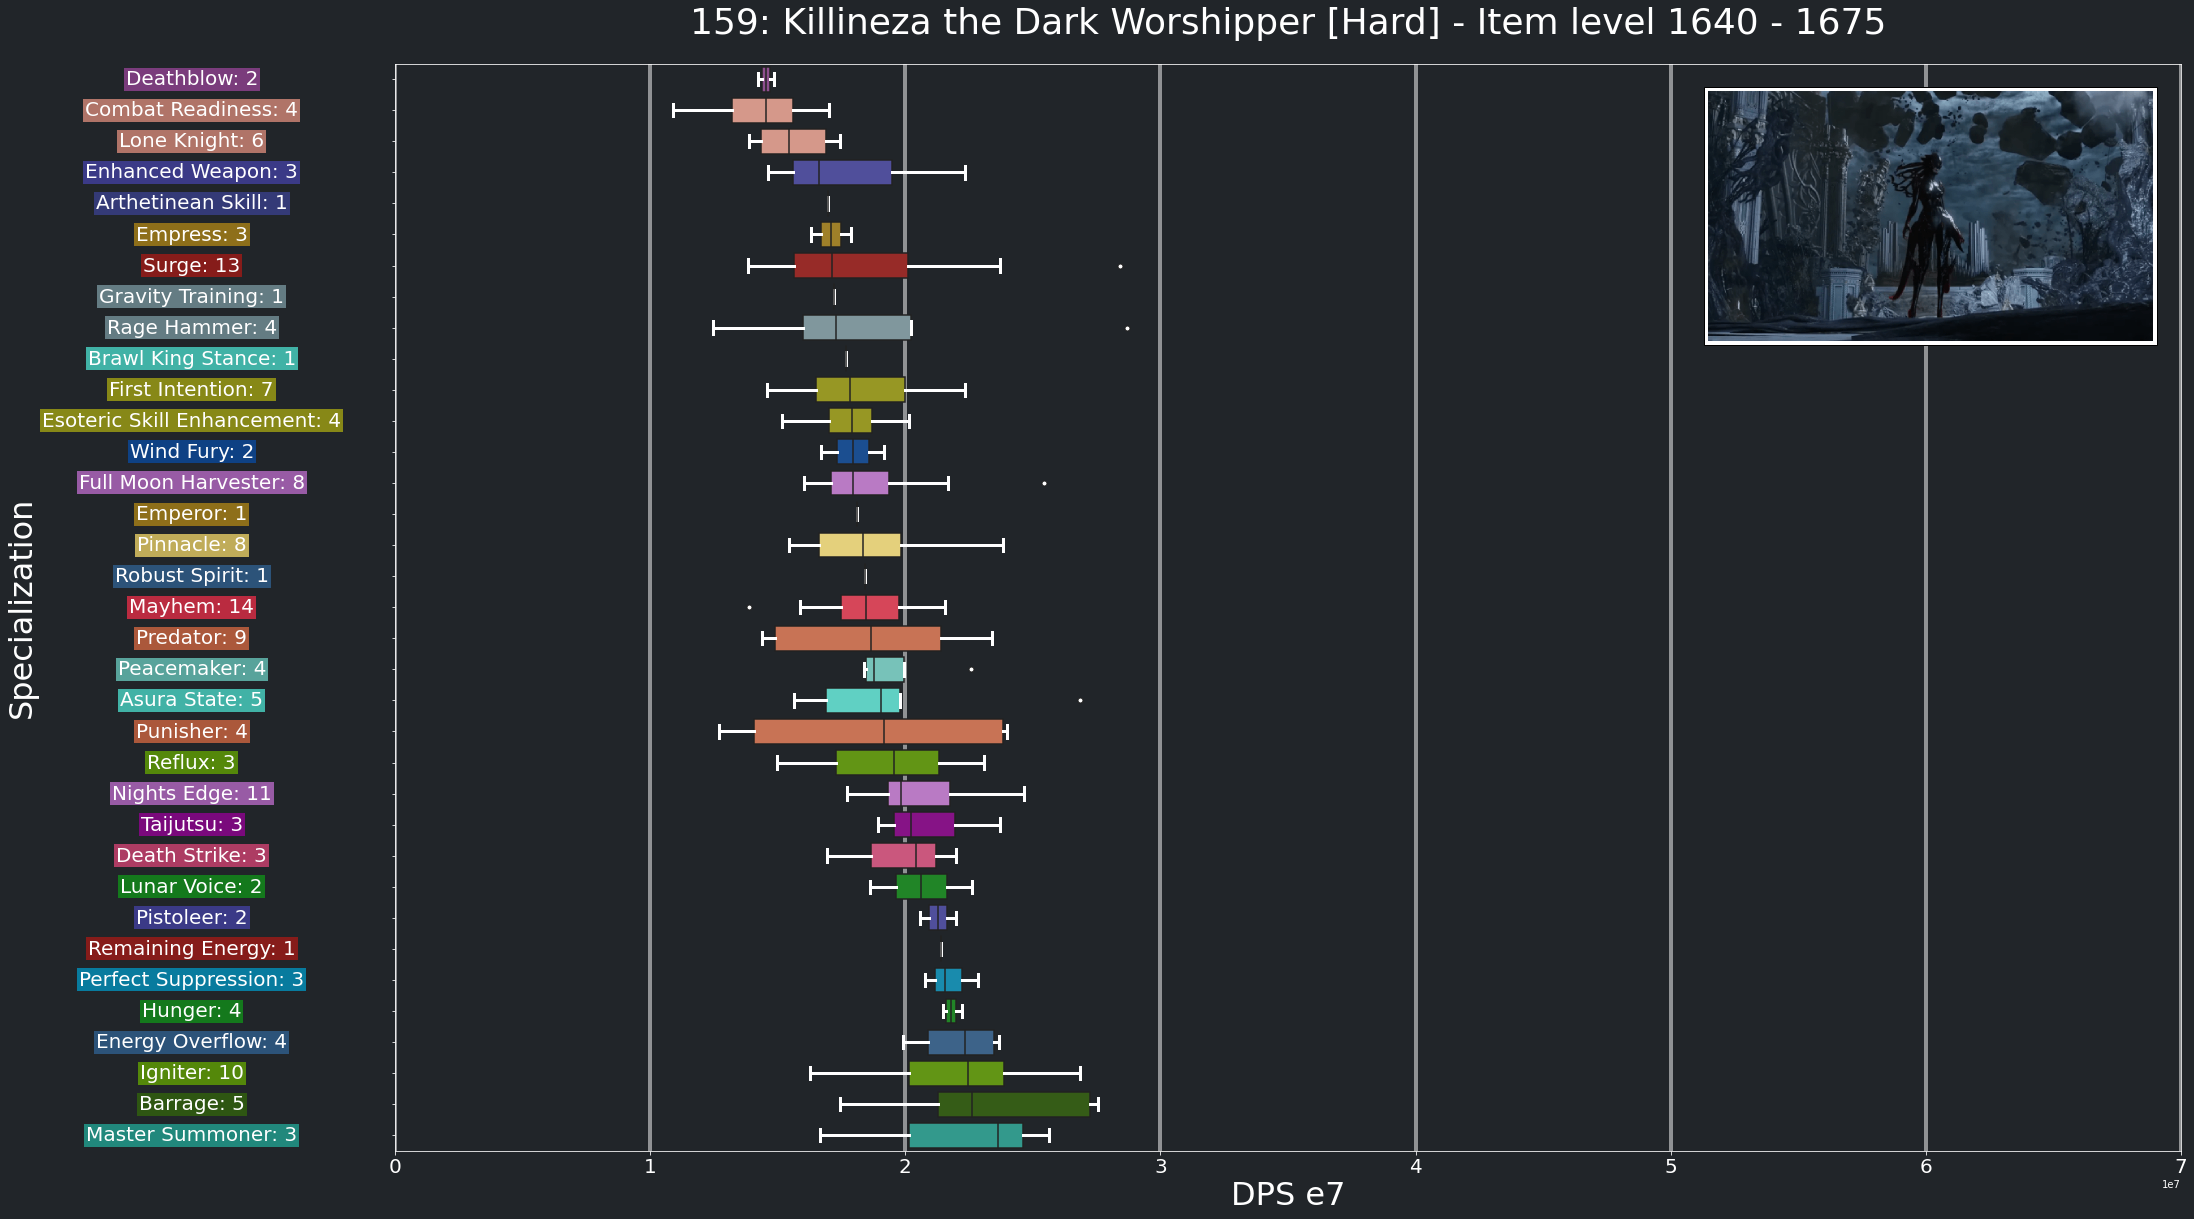 159: Killineza the Dark Worshipper [Hard] - Item level 1640 - 1675
Specialization
Deathblow: 2
Combat Readiness: 4
Lone Knight: 6
Enhanced Weapon: 3
Arthetinean Skill: 1
Empress: 3
Surge: 13
Gravity Training: 1
Rage Hammer: 4
Brawl King Stance: 1
First Intention: 7
Esoteric Skill Enhancement: 4
Wind Fury: 2
Full Moon Harvester: 8
Emperor: 1
Pinnacle: 8
Robust Spirit: 1
Mayhem: 14
Predator: 9
Peacemaker: 4
Asura State: 5
Punisher: 4
Reflux: 3
Nights Edge: 11
Taijutsu: 3
Death Strike: 3
Lunar Voice: 2
Pistoleer: 2
Remaining Energy: 1
Perfect Suppression: 3
Hunger: 4
Energy Overflow: 4
Igniter: 10
Barrage: 5
Master Summoner: 3
0 1 2 3 4 5 6 7
1e7
DPS e7